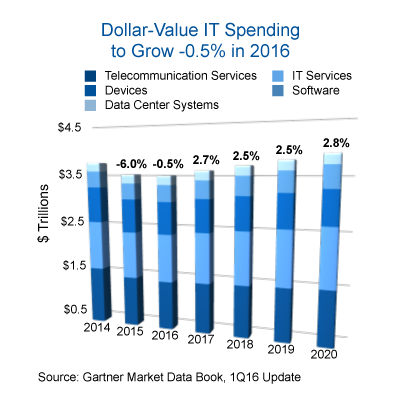 Dollar-Value IT Spending
to Grow -0.5% in 2016
Telecommunication Services
IT Services
Devices
Software
Data Center Systems
$4.5
$3.5
$2.5
$1.5
$0.5
$ Trillions
-6.0%
-0.5%
2.7%
2.5%
2.5%
2.8%
2014
2015
2016
2017
2018
2019
2020
Source: Gartner Market Data Book, 1Q16 Update